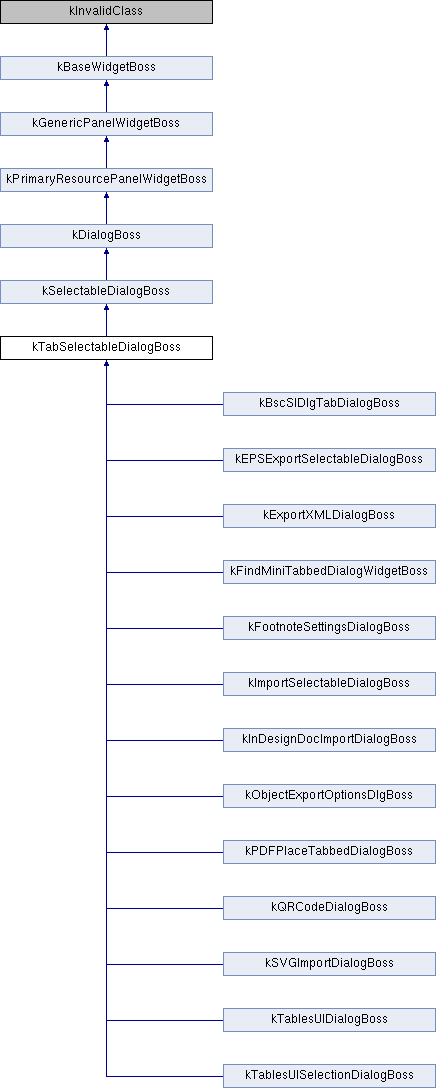 kInvalidClass
kBaseWidgetBoss
kGenericPanelWidgetBoss
kPrimaryResourcePanelWidgetBoss
kDialogBoss
kSelectableDialogBoss
kTabSelectableDialogBoss
kBscSlDlgTabDialogBoss
kEPSExportSelectableDialogBoss
kExportXMLDialogBoss
kFindMiniTabbedDialogWidgetBoss
kFootnoteSettingsDialogBoss
kImportSelectableDialogBoss
kInDesignDocImportDialogBoss
kObjectExportOptionsDlgBoss
kPDFPlaceTabbedDialogBoss
kQRCodeDialogBoss
kSVGImportDialogBoss
kTablesUIDialogBoss
kTablesUISelectionDialogBoss